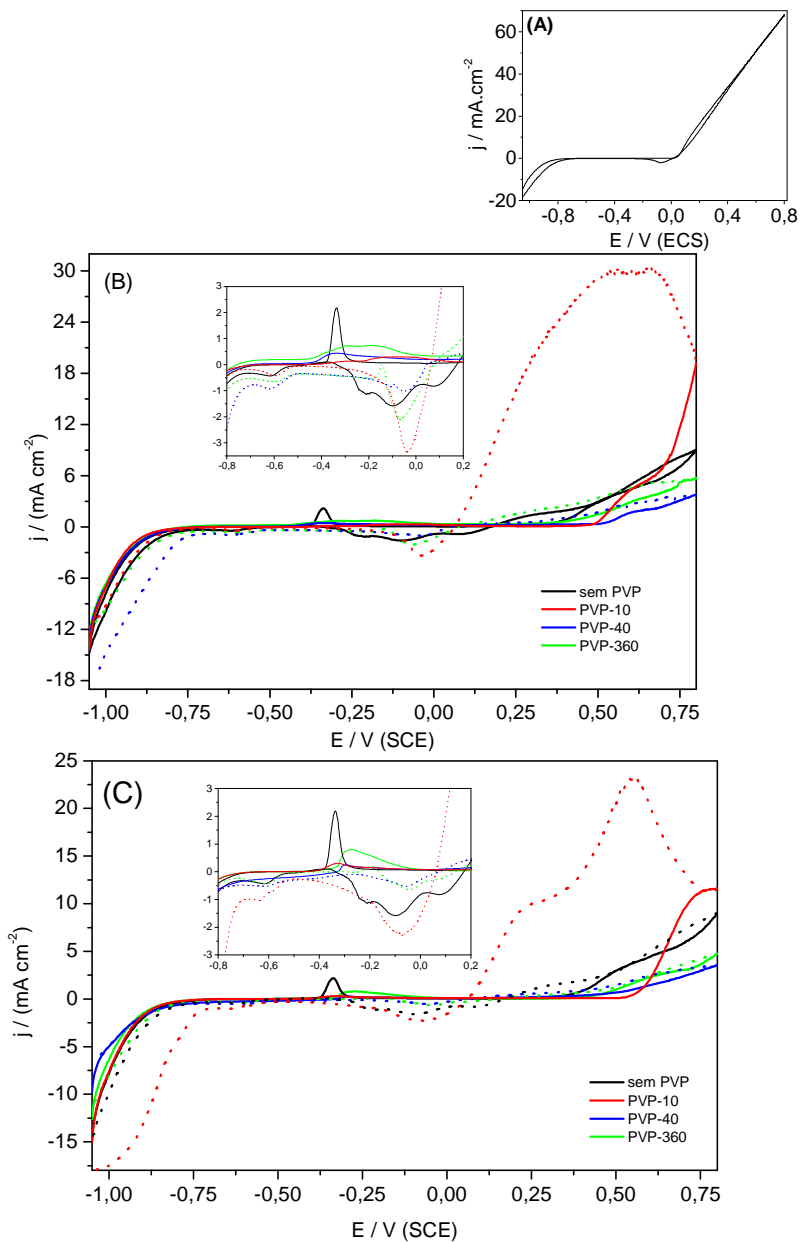 (A)
j / mA.cm-2
60
40
20
0
-20
-0,8 -0,4 0,0 0,4 0,8
E / V (ECS)
(B)
j / (mA cm-2)
30
24
18
12
6
0
-6
-12
-18
3
2
1
0
-1
-2
-3
-0,8 -0,6 -0,4 -0,2 0,0 0,2
sem PVP
PVP-10
PVP-40
PVP-360
-1,00 -0,75 -0,50 -0,25 0,00 0,25 0,50 0,75
E / V (SCE)
(C)
j / (mA cm-2)
25
20
15
10
5
0
-5
-10
-15
3
2
1
0
-1
-2
-3
-0,8 -0,6 -0,4 -0,2 0,0 0,2
sem PVP
PVP-10
PVP-40
PVP-360
-1,00 -0,75 -0,50 -0,25 0,00 0,25 0,50 0,75
E / V (SCE)